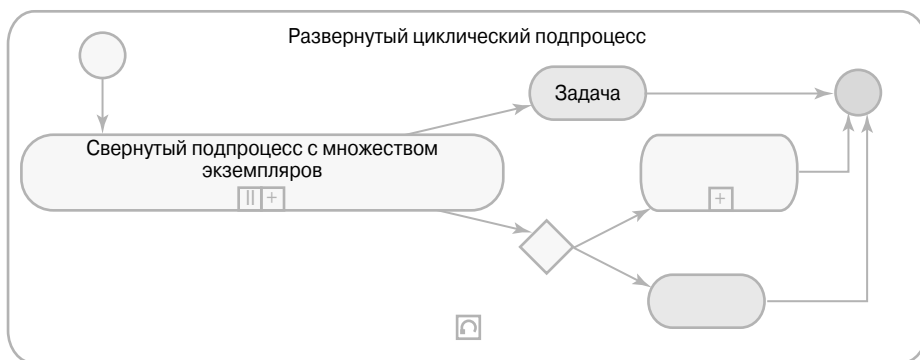 Развернутый циклический подпроцесс
Задача
Свернутый подпроцесс с множеством
экземпляров